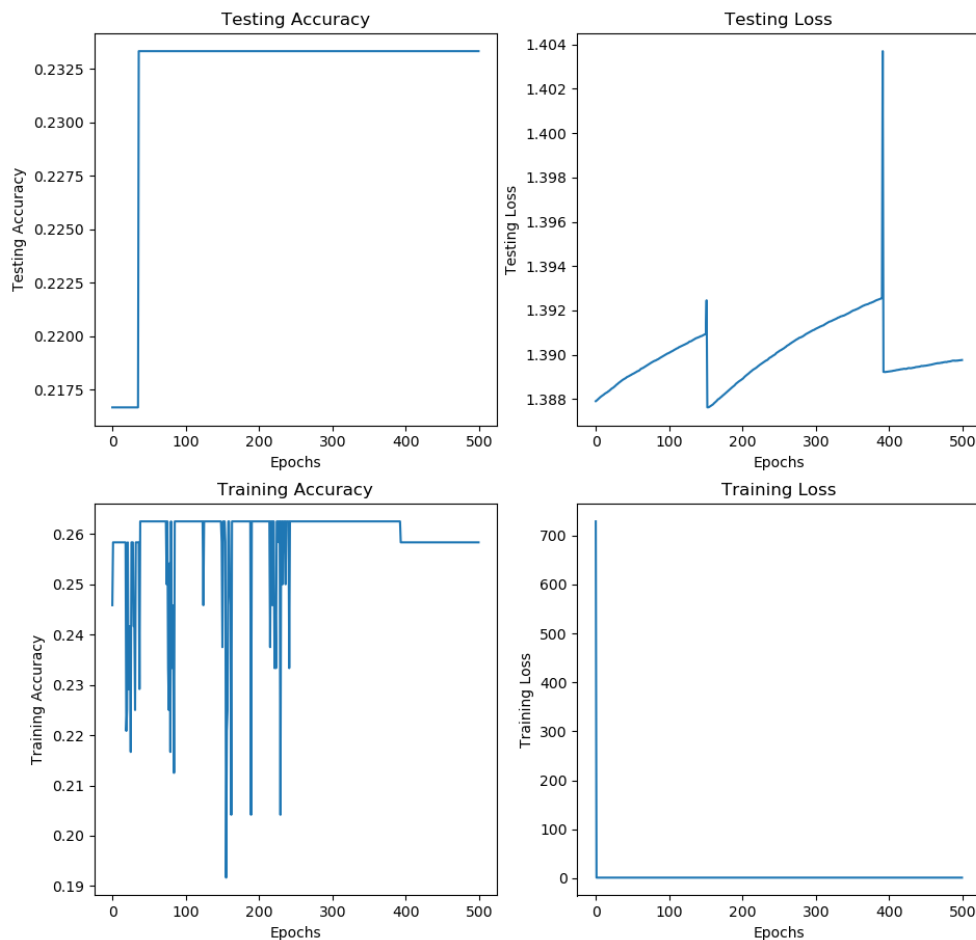 Testing Accuracy
Testing Accuracy
0.2325
0.2300
0.2275
0.2250
0.2225
0.2200
0.2175
0 100 200 300 400 500
Epochs
Testing Loss
Testing Loss
1.404
1.402
1.400
1.398
1.396
1.394
1.392
1.390
1.388
0 100 200 300 400 500
Epochs
Training Accuracy
Training Accuracy
0.26
0.25
0.24
0.23
0.22
0.21
0.20
0.19
0 100 200 300 400 500
Epochs
Training Loss
Training Loss
700
600
500
400
300
200
100
0
0 100 200 300 400 500
Epochs